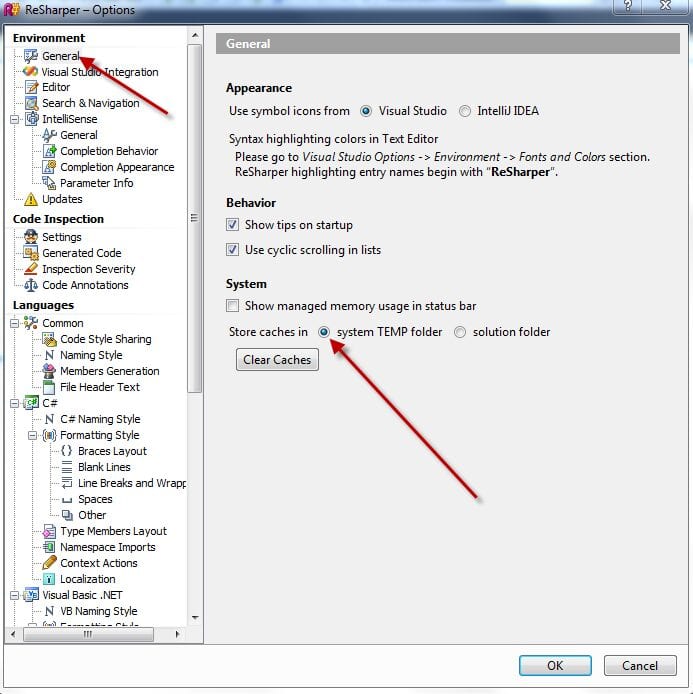 ReSharper – Options
Environment
General
Visual Studio Integration
Editor
Search & Navigation
IntelliSense
General
Completion Behavior
Completion Appearance
Parameter Info
Updates
Code Inspection
Settings
Generated Code
Inspection Severity
Code Annotations
Languages
Common
Code Style Sharing
Naming Style
Members Generation
File Header Text
C#
C# Naming Style
Formatting Style
Braces Layout
Blank Lines
Line Breaks and Wrapp
Spaces
Other
Type Members Layout
Namespace Imports
Context Actions
Localization
Visual Basic .NET
VB Naming Style
Formatting Style
General
Appearance
Use symbol icons from Visual Studio IntelliJ IDEA
Syntax highlighting colors in Text Editor
Please go to Visual Studio Options -> Environment -> Fonts and Colors section.
ReSharper highlighting entry names begin with "ReSharper".
Behavior
Show tips on startup
Use cyclic scrolling in lists
System
Show managed memory usage in status bar
Store caches in system TEMP folder solution folder
Clear Caches
OK Cancel